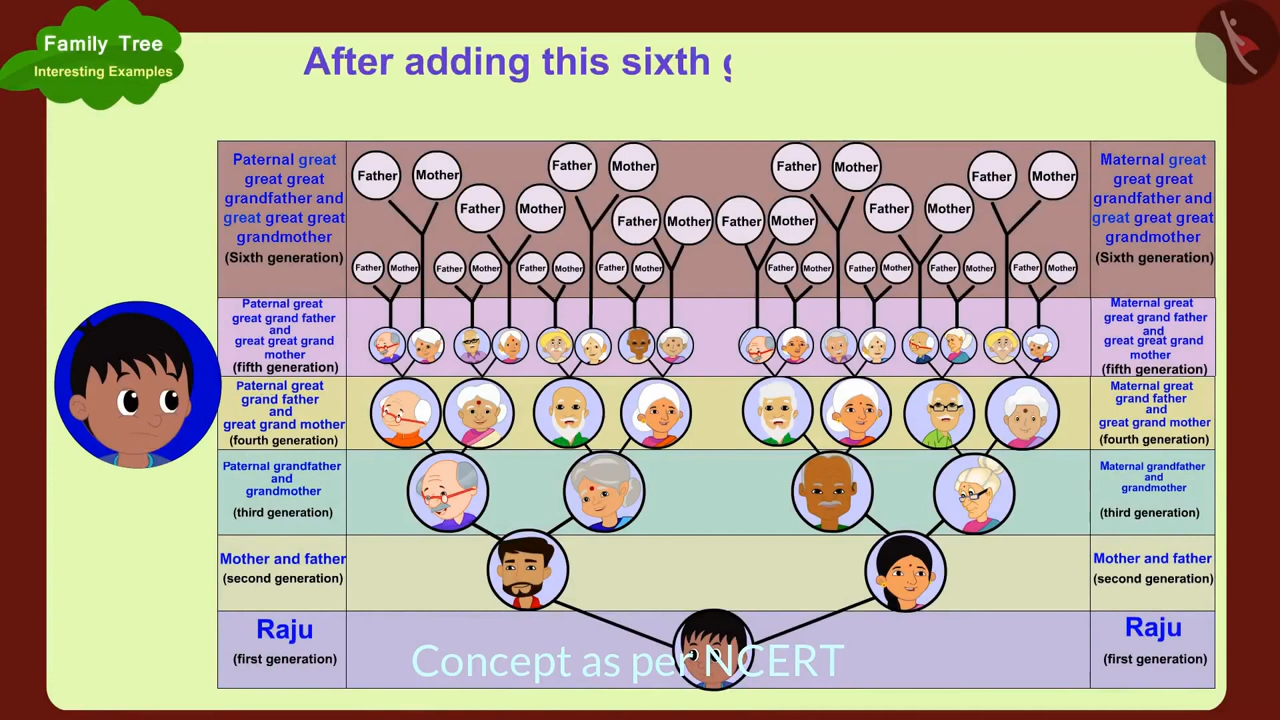 Family Tree
Interesting Examples
After adding this sixth
Paternal great
great great
grandfather and
great great great
grandmother
(Sixth generation)
Father Mother Father Mother Father Mother Father Mother
Father Mother Father Mother Father Mother Father Mother
Father Mother Father Mother Father Mother Father Mother
Father Mother Father Mother Father Mother Father Mother
Maternal great
great great
grandfather and
great great great
grandmother
(Sixth generation)
Paternal great
great grand father
and
great great grand
mother
(fifth generation)
Maternal great
great grand father
and
great great grand
mother
(fifth generation)
Paternal great
grand father
and
great grand mother
(fourth generation)
Maternal great
grand father
and
great grand mother
(fourth generation)
Paternal grandfather
and
grandmother
(third generation)
Maternal grandfather
and
grandmother
(third generation)
Mother and father
(second generation)
Mother and father
(second generation)
Raju
(first generation)
Raju
(first generation)
Concept as per NCERT